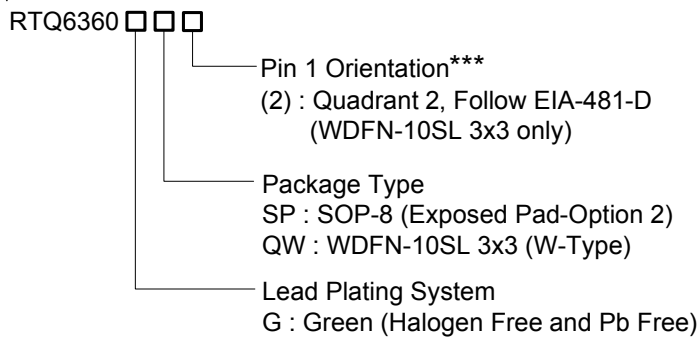 RTQ6360 □ □ □
Pin 1 Orientation***
(2) : Quadrant 2, Follow EIA-481-D
(WDFN-10SL 3x3 only)
Package Type
SP : SOP-8 (Exposed Pad-Option 2)
QW : WDFN-10SL 3x3 (W-Type)
Lead Plating System
G : Green (Halogen Free and Pb Free)